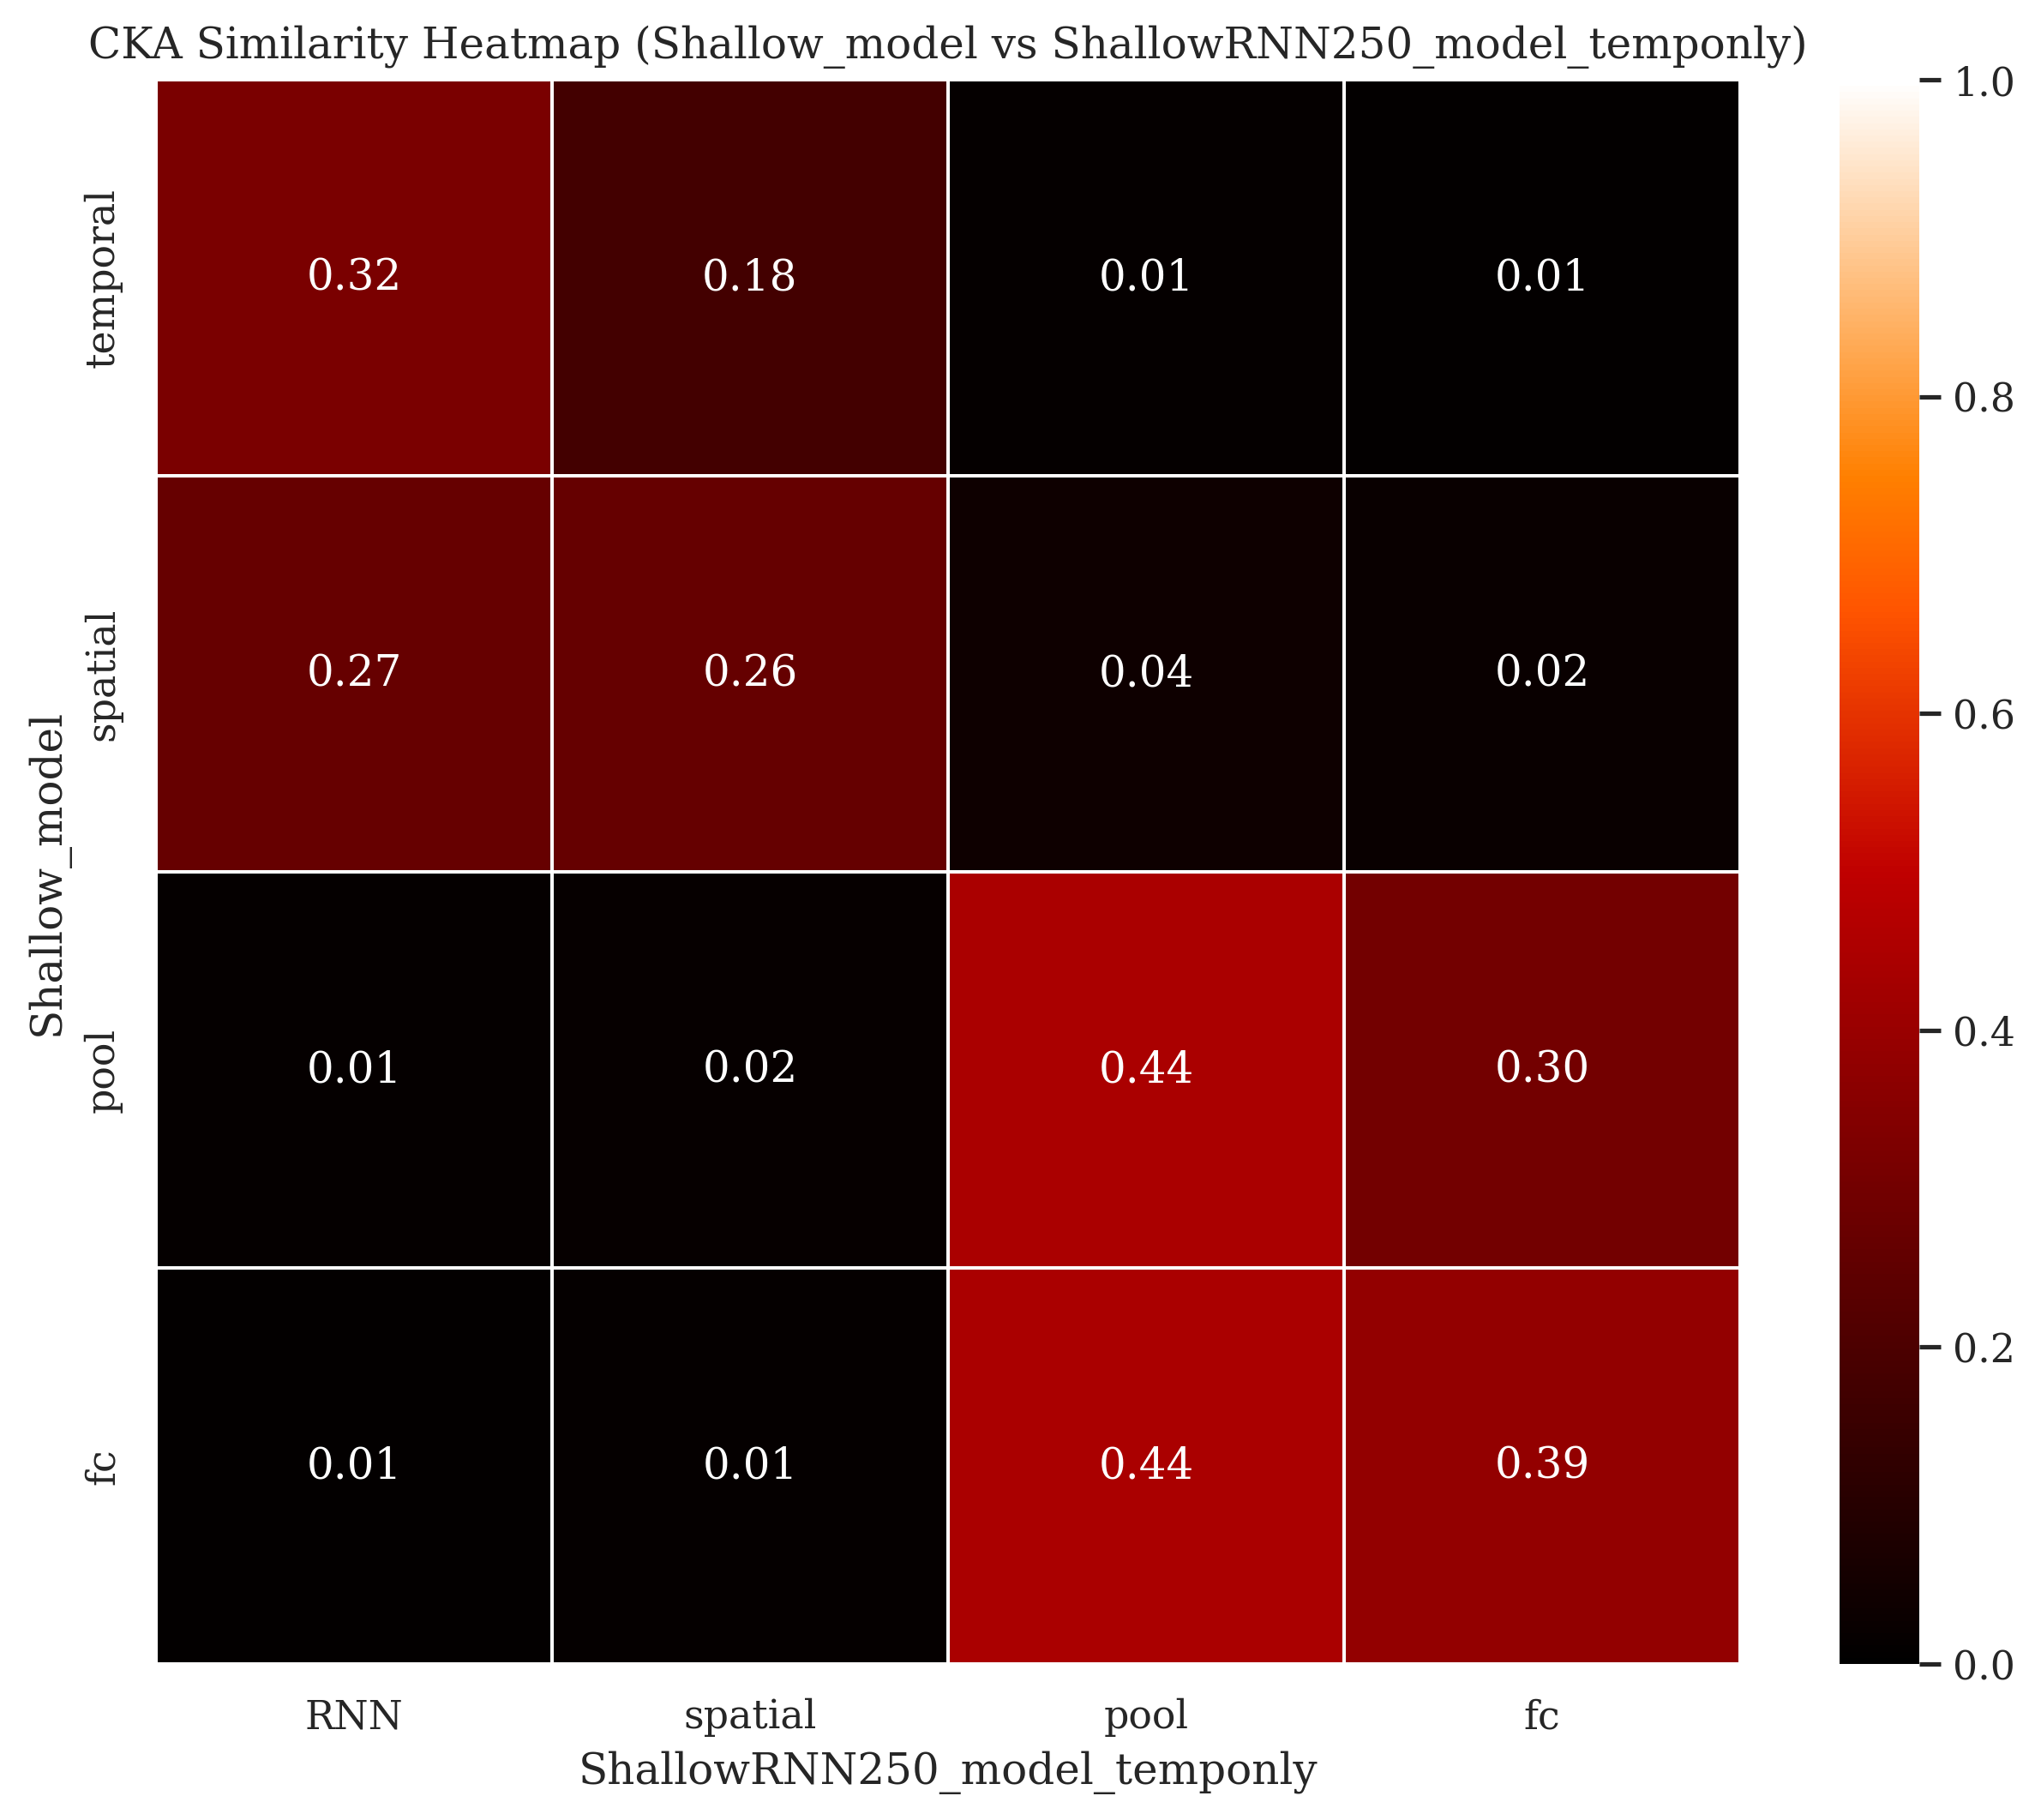 CKA Similarity Heatmap (Shallow_model vs ShallowRNN250_model_temponly)
Shallow_model
temporal
0.32 0.18 0.01 0.01
spatial
0.27 0.26 0.04 0.02
pool
0.01 0.02 0.44 0.30
fc
0.01 0.01 0.44 0.39
RNN spatial pool fc
ShallowRNN250_model_temponly
1.0
0.8
0.6
0.4
0.2
0.0